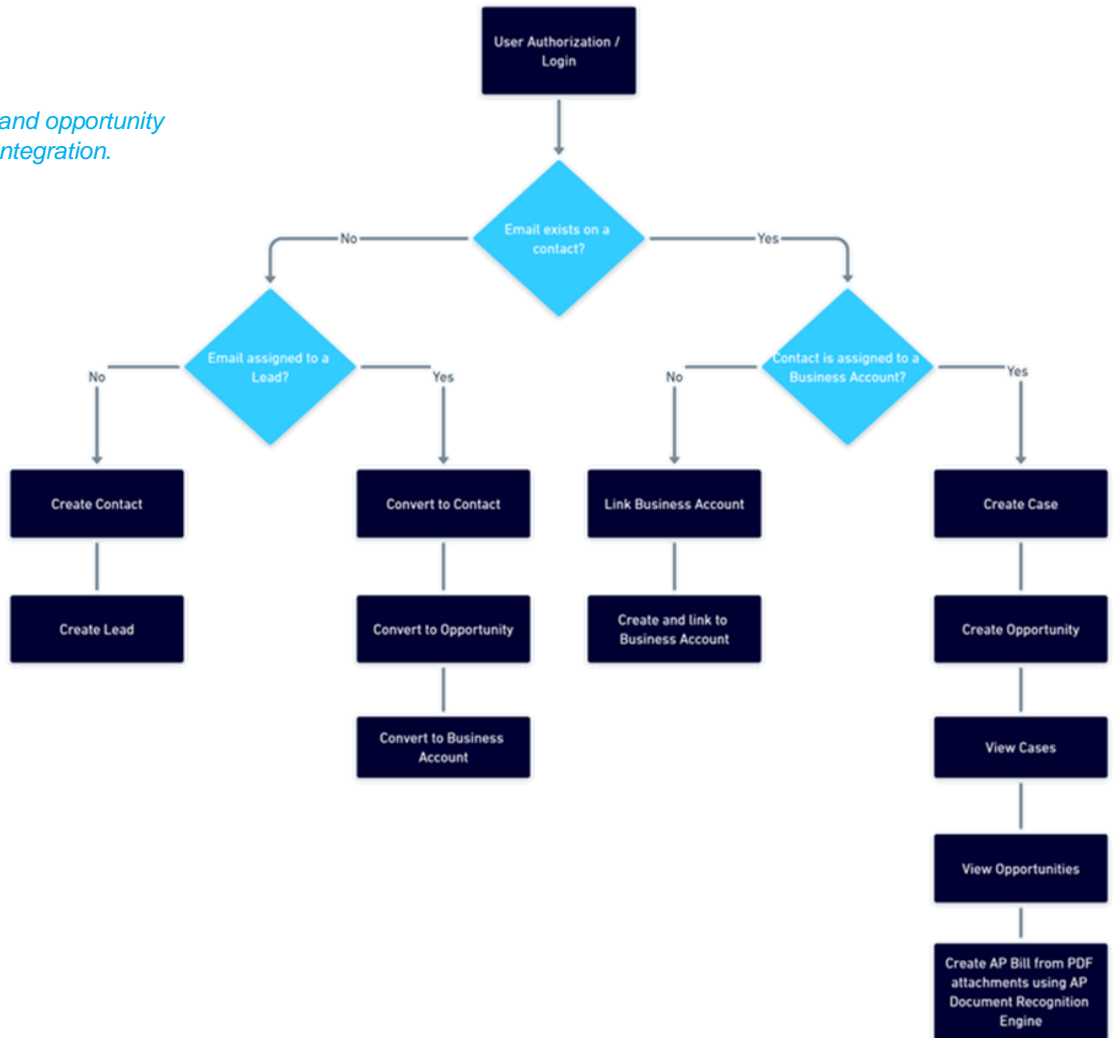 User Authorization /
Login
and opportunity
integration.
Email exists on a
contact?
No
Yes
Email assigned to a
Lead?
Contact is assigned to a
Business Account?
No
Yes
No
Yes
Create Contact
Convert to Contact
Link Business Account
Create Case
Create Lead
Convert to Opportunity
Create and link to
Business Account
Create Opportunity
Convert to Business
Account
View Cases
View Opportunities
Create AP Bill from PDF
attachments using AP
Document Recognition
Engine